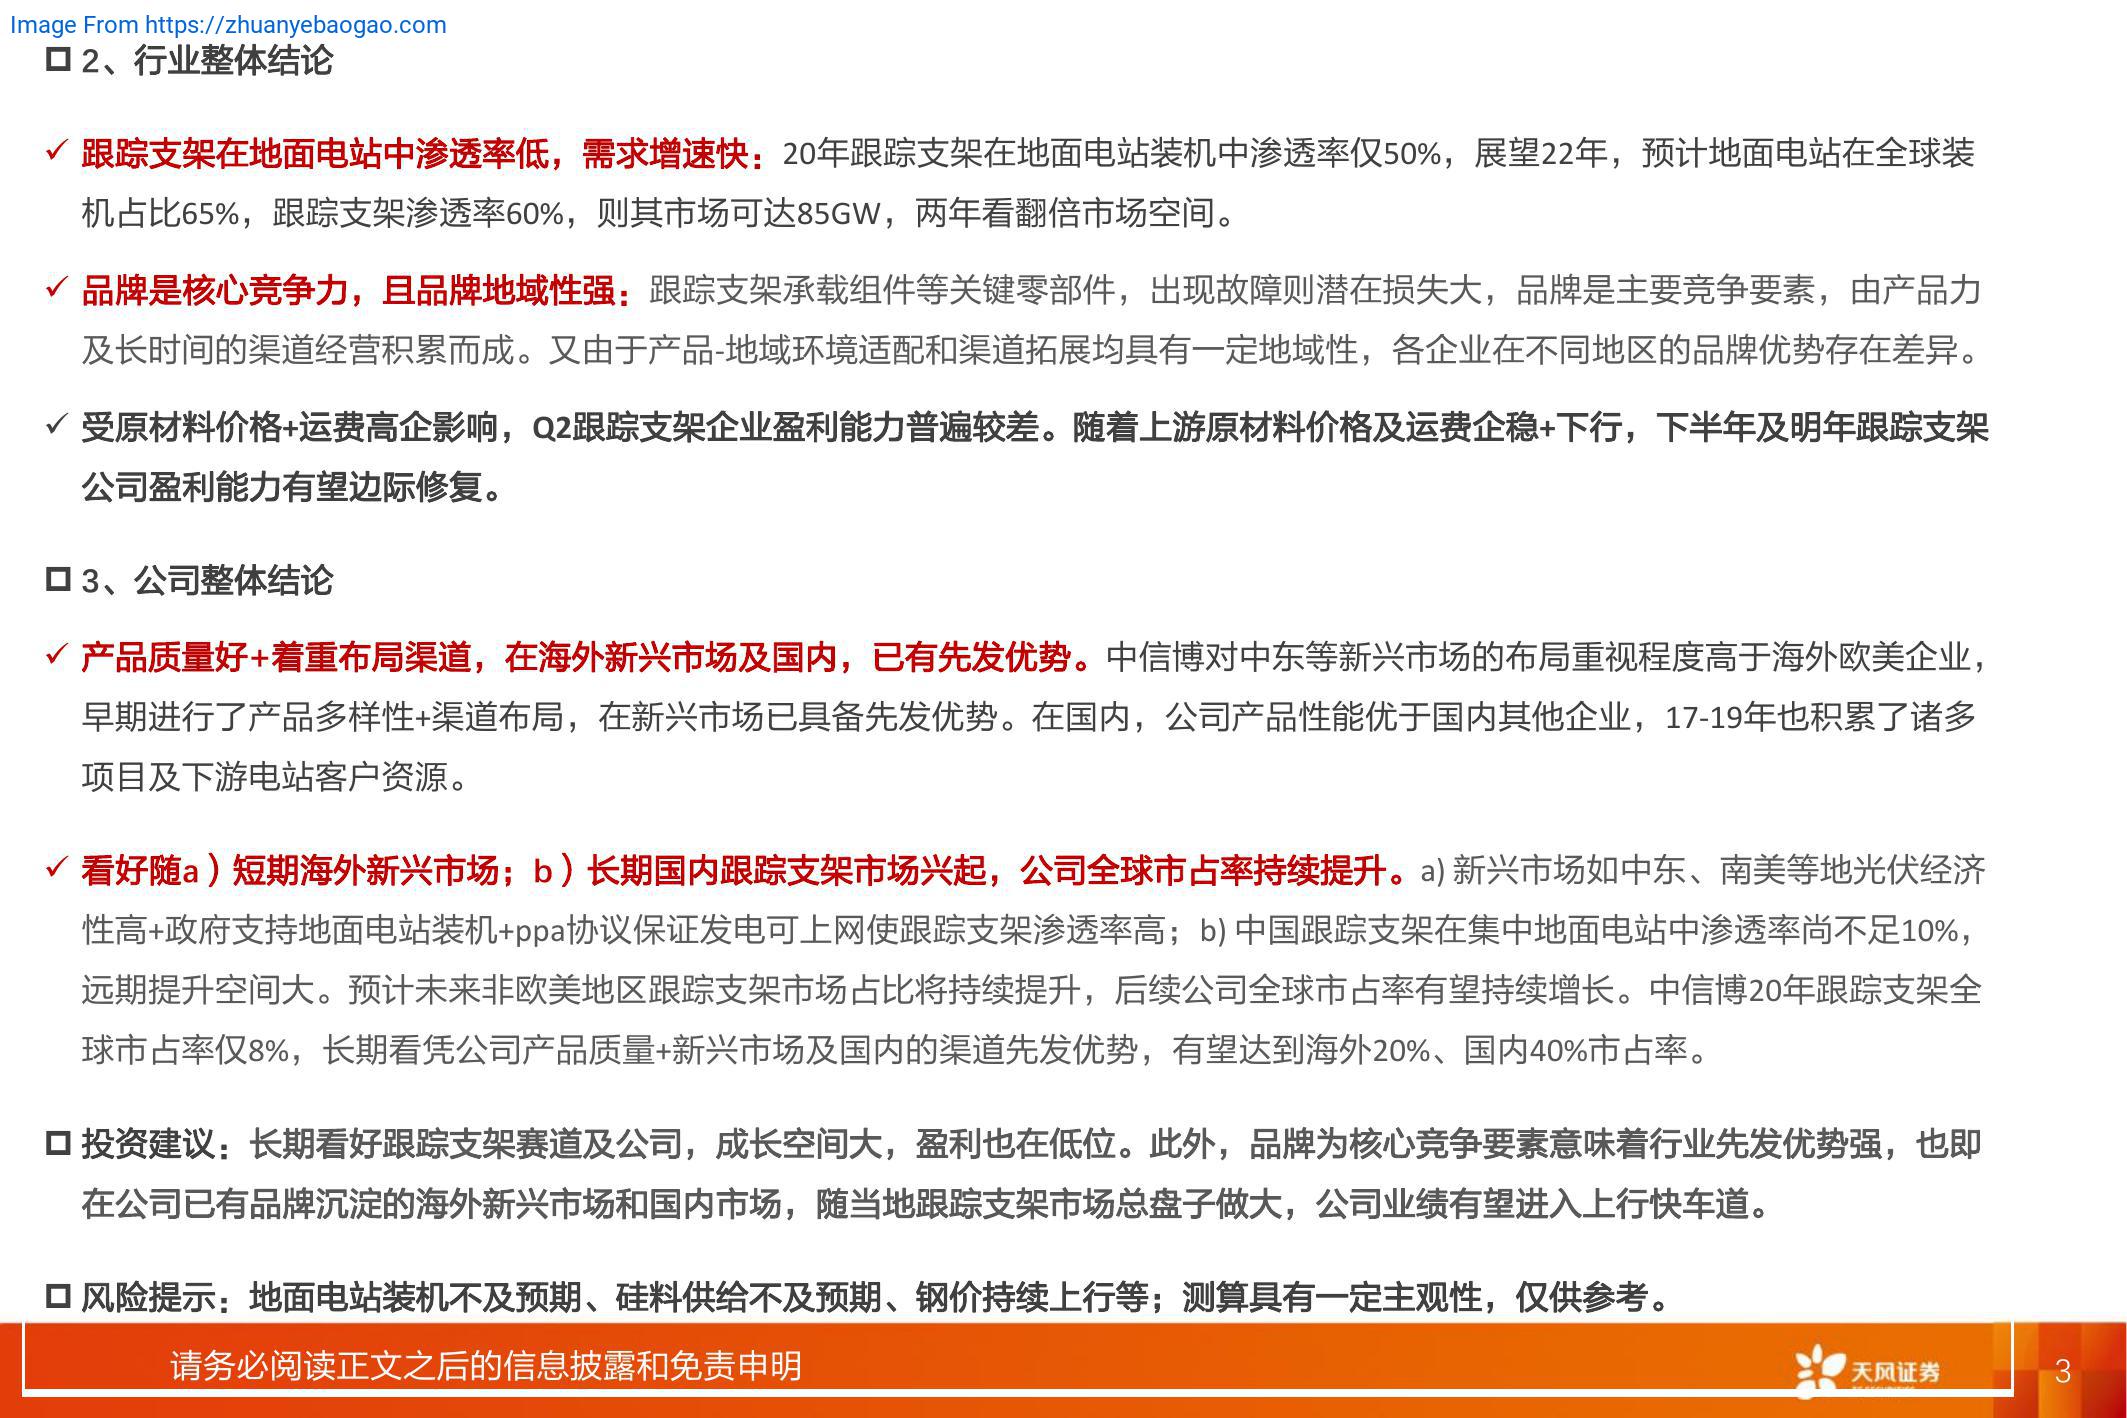 Image From https://zhuanyebaogao.com
2、行业整体结论
跟踪支架在地面电站中渗透率低，需求增速快：20年跟踪支架在地面电站装机中渗透率仅50%，展望22年，预计地面电站在全球装
机占比65%，跟踪支架渗透率60%，则其市场可达85GW，两年看翻倍市场空间。
品牌是核心竞争力，且品牌地域性强：跟踪支架承载组件等关键零部件，出现故障则潜在损失大，品牌是主要竞争要素，由产品力
及长时间的渠道经营积累而成。又由于产品-地域环境适配和渠道拓展均具有一定地域性，各企业在不同地区的品牌优势存在差异。
受原材料价格+运费高企影响，Q2跟踪支架企业盈利能力普遍较差。随着上游原材料价格及运费企稳+下行，下半年及明年跟踪支架
公司盈利能力有望边际修复。
3、公司整体结论
产品质量好+着重布局渠道，在海外新兴市场及国内，已有先发优势。中信博对中东等新兴市场的布局重视程度高于海外欧美企业，
早期进行了产品多样性+渠道布局，在新兴市场已具备先发优势。在国内，公司产品性能优于国内其他企业，17-19年也积累了诸多
项目及下游电站客户资源。
看好随a）短期海外新兴市场；b）长期国内跟踪支架市场兴起，公司全球市占率持续提升。a) 新兴市场如中东、南美等地光伏经济
性高+政府支持地面电站装机+ppa协议保证发电可上网使跟踪支架渗透率高；b) 中国跟踪支架在集中地面电站中渗透率尚不足10%，
远期提升空间大。预计未来非欧美地区跟踪支架市场占比将持续提升，后续公司全球市占率有望持续增长。中信博20年跟踪支架全
球市占率仅8%，长期看凭公司产品质量+新兴市场及国内的渠道先发优势，有望达到海外20%、国内40%市占率。
投资建议：长期看好跟踪支架赛道及公司，成长空间大，盈利也在低位。此外，品牌为核心竞争要素意味着行业先发优势强，也即
在公司已有品牌沉淀的海外新兴市场和国内市场，随当地跟踪支架市场总盘子做大，公司业绩有望进入上行快车道。
风险提示：地面电站装机不及预期、硅料供给不及预期、钢价持续上行等；测算具有一定主观性，仅供参考。
请务必阅读正文之后的信息披露和免责申明
天风证券
3